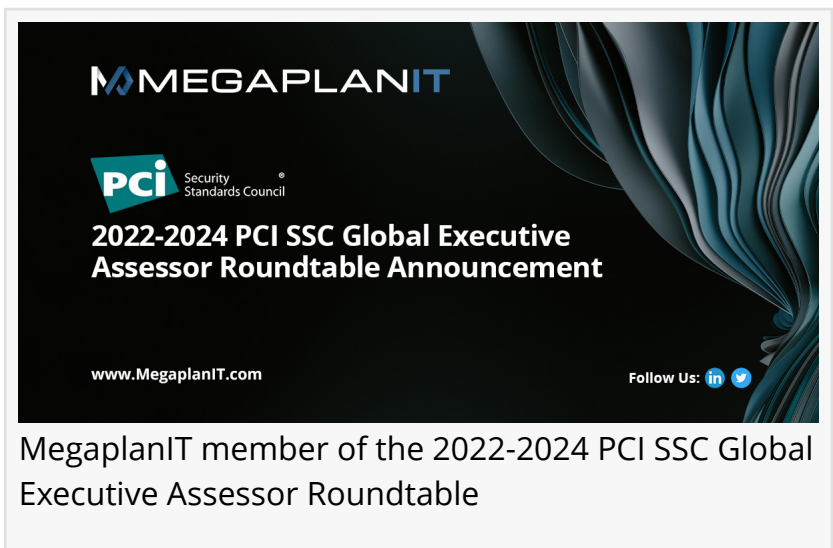 MEGAPLANIT
PCi Security ®
Standards Council
2022-2024 PCI SSC Global Executive
Assessor Roundtable Announcement
www.MegaplanIT.com
Follow Us: in
MegaplanIT member of the 2022-2024 PCI SSC Global
Executive Assessor Roundtable